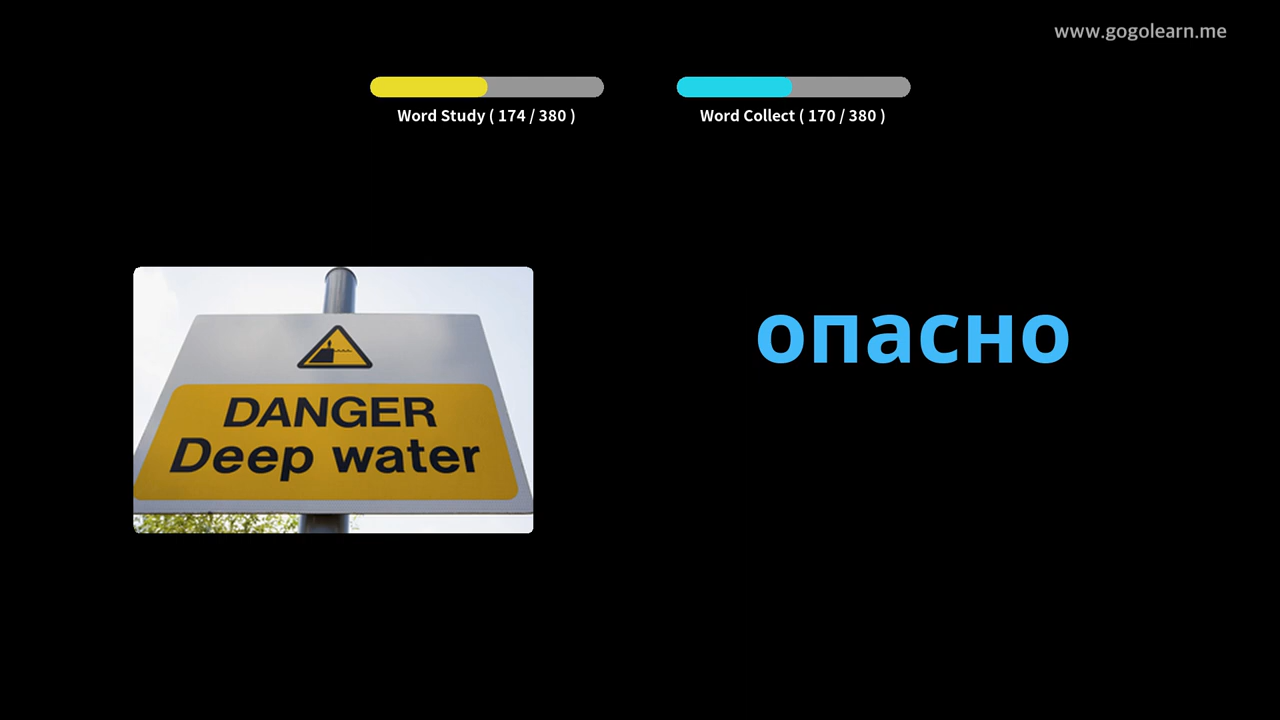 www.gogolearn.me
Word Study ( 174 / 380 )
Word Collect ( 170 / 380 )
DANGER
Deep water
опасно